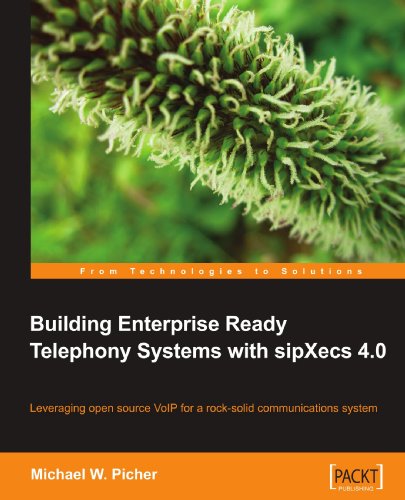 From Technologies to Solutions
Building Enterprise Ready
Telephony Systems with sipXecs 4.0
Leveraging open source VoIP for a rock-solid communications system
Michael W. Picher
[PACKT]
PUBLISHING